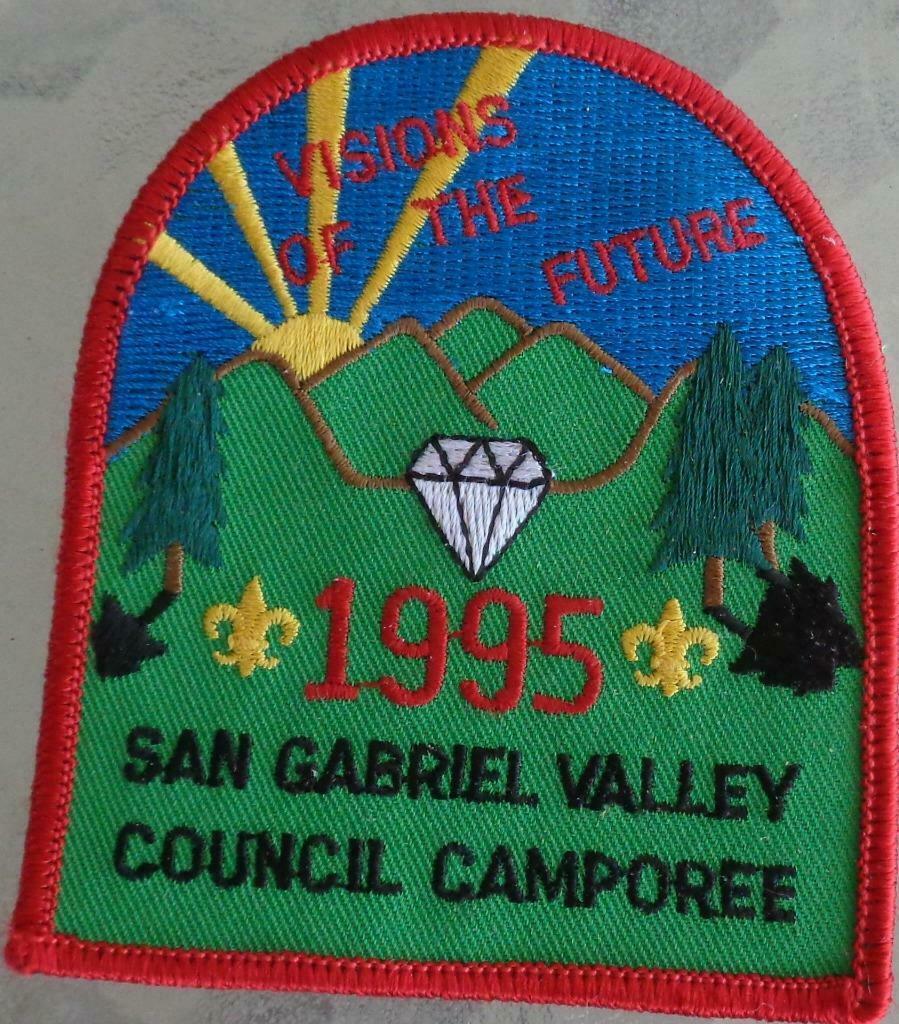 VISIONS
OF THE FUTURE
1995
SAN GABRIEL VALLEY
COUNCIL CAMPOREE